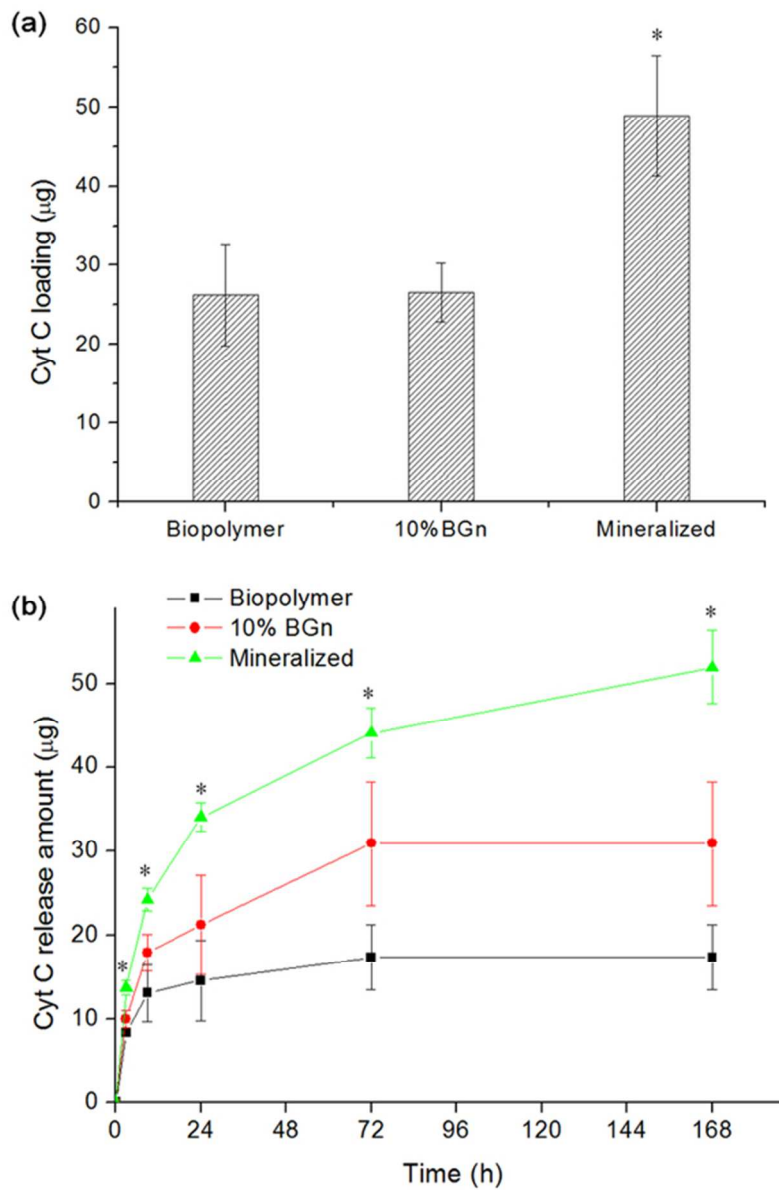 (a)
60
50
40
30
20
10
0
Cyt C loading (μg)
*
Biopolymer 10%BGn Mineralized
(b)
Biopolymer
10% BGn
Mineralized
50
40
30
20
10
0
Cyt C release amount (μg)
* * * * *
0 24 48 72 96 120 144 168
Time (h)